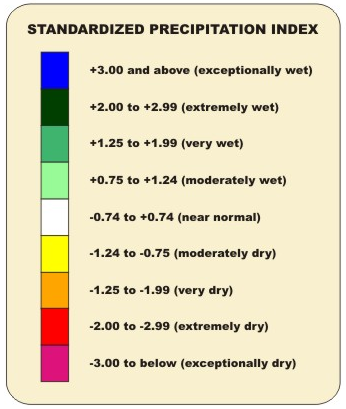 STANDARDIZED PRECIPITATION INDEX
+3.00 and above (exceptionally wet)
+2.00 to +2.99 (extremely wet)
+1.25 to +1.99 (very wet)
+0.75 to +1.24 (moderately wet)
-0.74 to +0.74 (near normal)
-1.24 to -0.75 (moderately dry)
-1.25 to -1.99 (very dry)
-2.00 to -2.99 (extremely dry)
-3.00 to below (exceptionally dry)